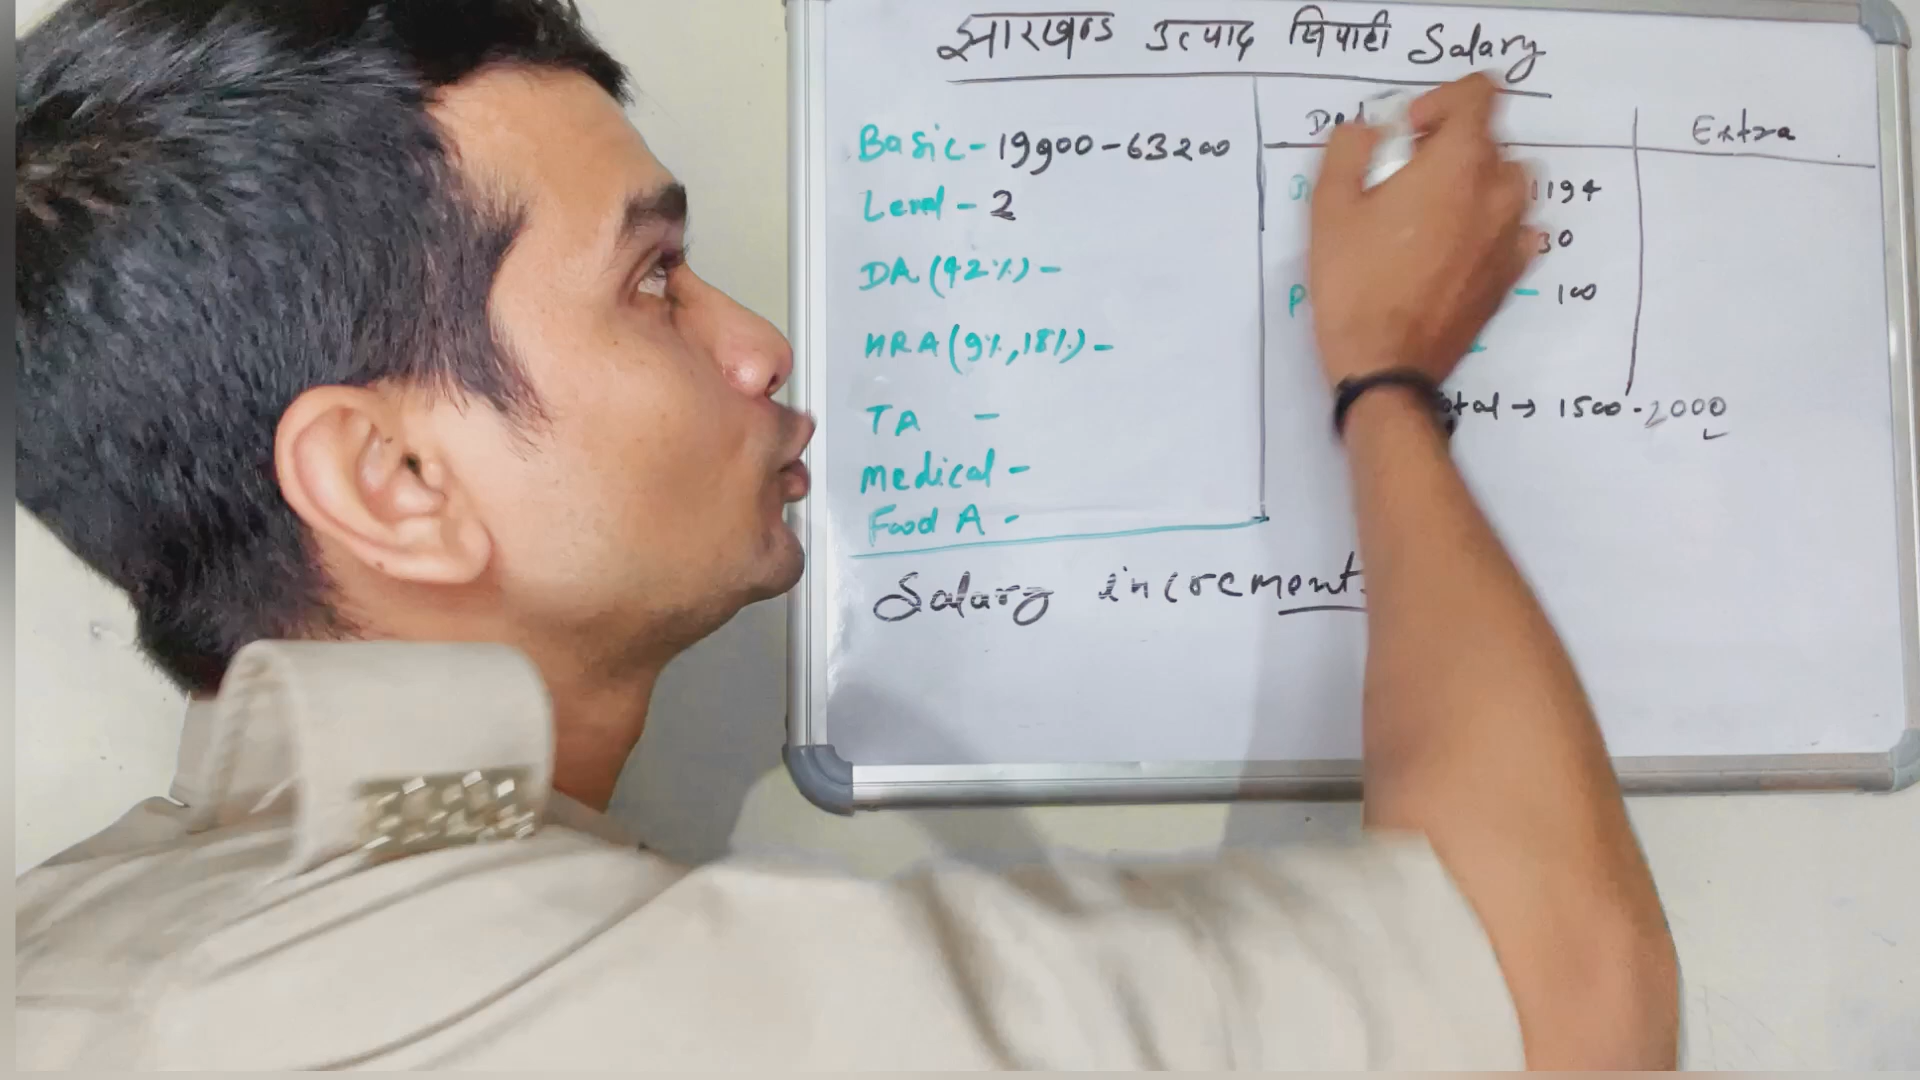 झारखण्ड उत्पाद सिपाही Salary
Basic - 19900 - 63200
Level - 2
DA (42%) -
HRA (9%, 18%) -
TA -
Medical -
Food A -
Extra
1194
30
- 100
otal → 1500 - 2000
Salary increment